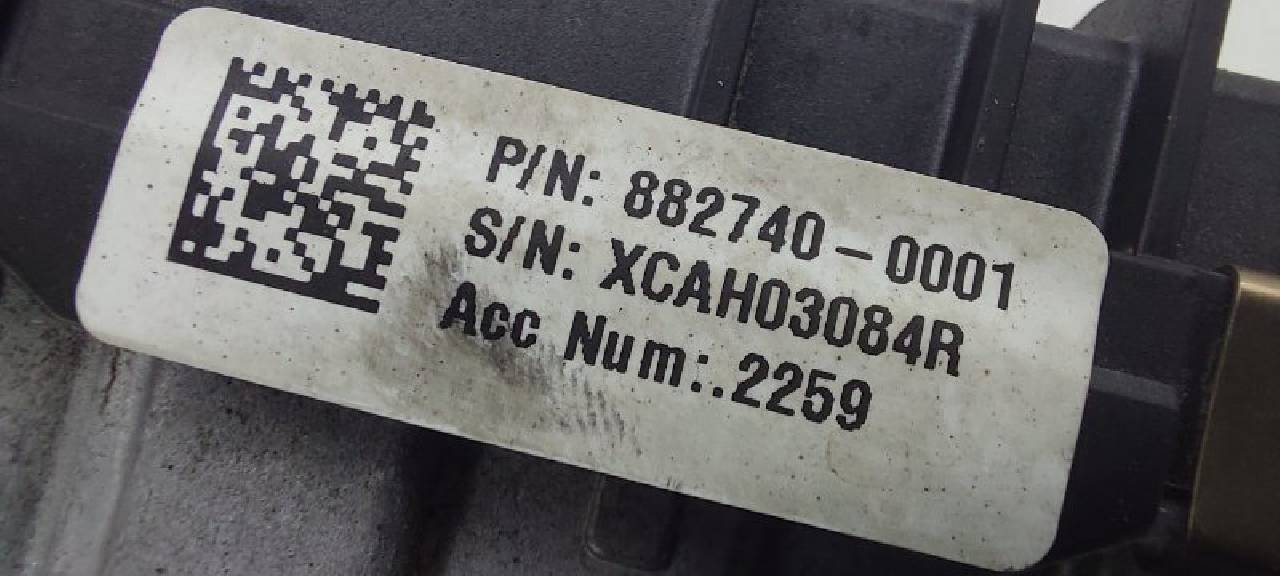 P/N: 882740-0001
S/N: XCAH03084R
Acc Num:.2259